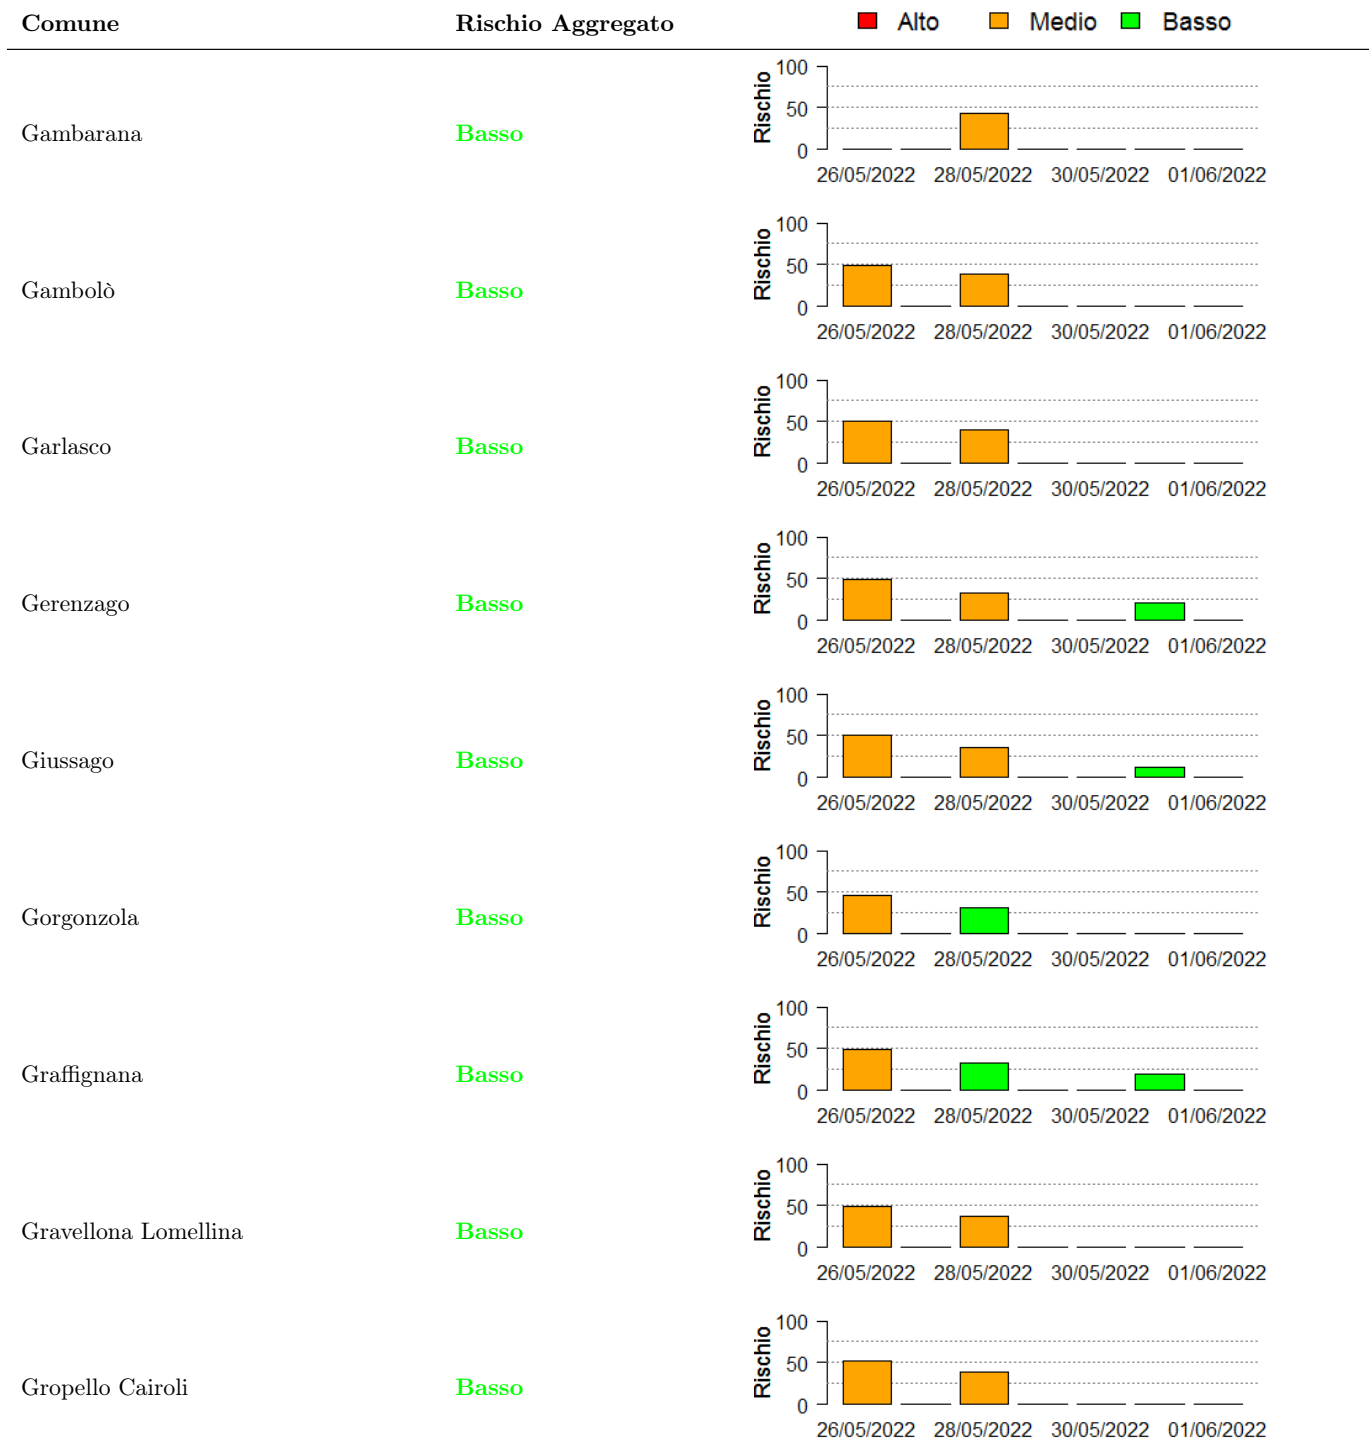 Comune Rischio Aggregato Alto Medio Basso
100
50
0
Rischio
Gambarana Basso
26/05/2022 28/05/2022 30/05/2022 01/06/2022
100
50
0
Rischio
Gambolò Basso
26/05/2022 28/05/2022 30/05/2022 01/06/2022
100
50
0
Rischio
Garlasco Basso
26/05/2022 28/05/2022 30/05/2022 01/06/2022
100
50
0
Rischio
Gerenzago Basso
26/05/2022 28/05/2022 30/05/2022 01/06/2022
100
50
0
Rischio
Giussago Basso
26/05/2022 28/05/2022 30/05/2022 01/06/2022
100
50
0
Rischio
Gorgonzola Basso
26/05/2022 28/05/2022 30/05/2022 01/06/2022
100
50
0
Rischio
Graffignana Basso
26/05/2022 28/05/2022 30/05/2022 01/06/2022
100
50
0
Rischio
Gravellona Lomellina Basso
26/05/2022 28/05/2022 30/05/2022 01/06/2022
100
50
0
Rischio
Gropello Cairoli Basso
26/05/2022 28/05/2022 30/05/2022 01/06/2022